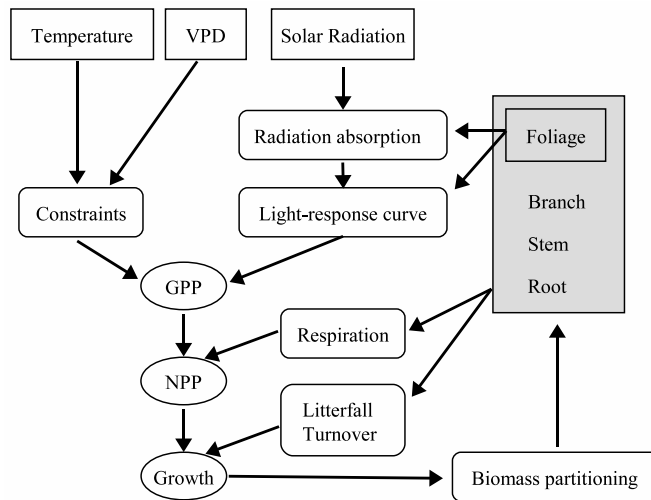 Temperature
VPD
Solar Radiation
Radiation absorption
Foliage
Constraints
Light-response curve
Branch
Stem
Root
GPP
Respiration
NPP
Litterfall
Turnover
Growth
Biomass partitioning